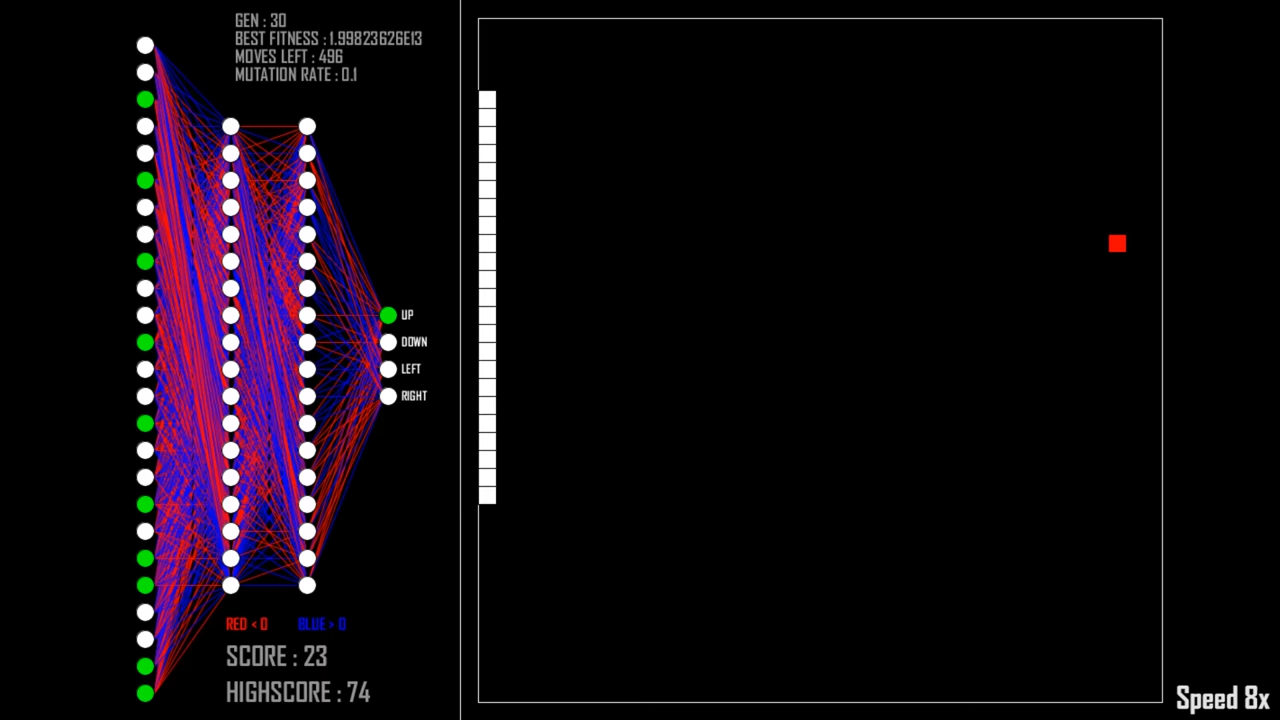 GEN : 30
BEST FITNESS : 1.99823626E13
MOVES LEFT : 496
MUTATION RATE : 0.1
UP
DOWN
LEFT
RIGHT
RED < 0 BLUE > 0
SCORE : 23
HIGHSCORE : 74
Speed 8x